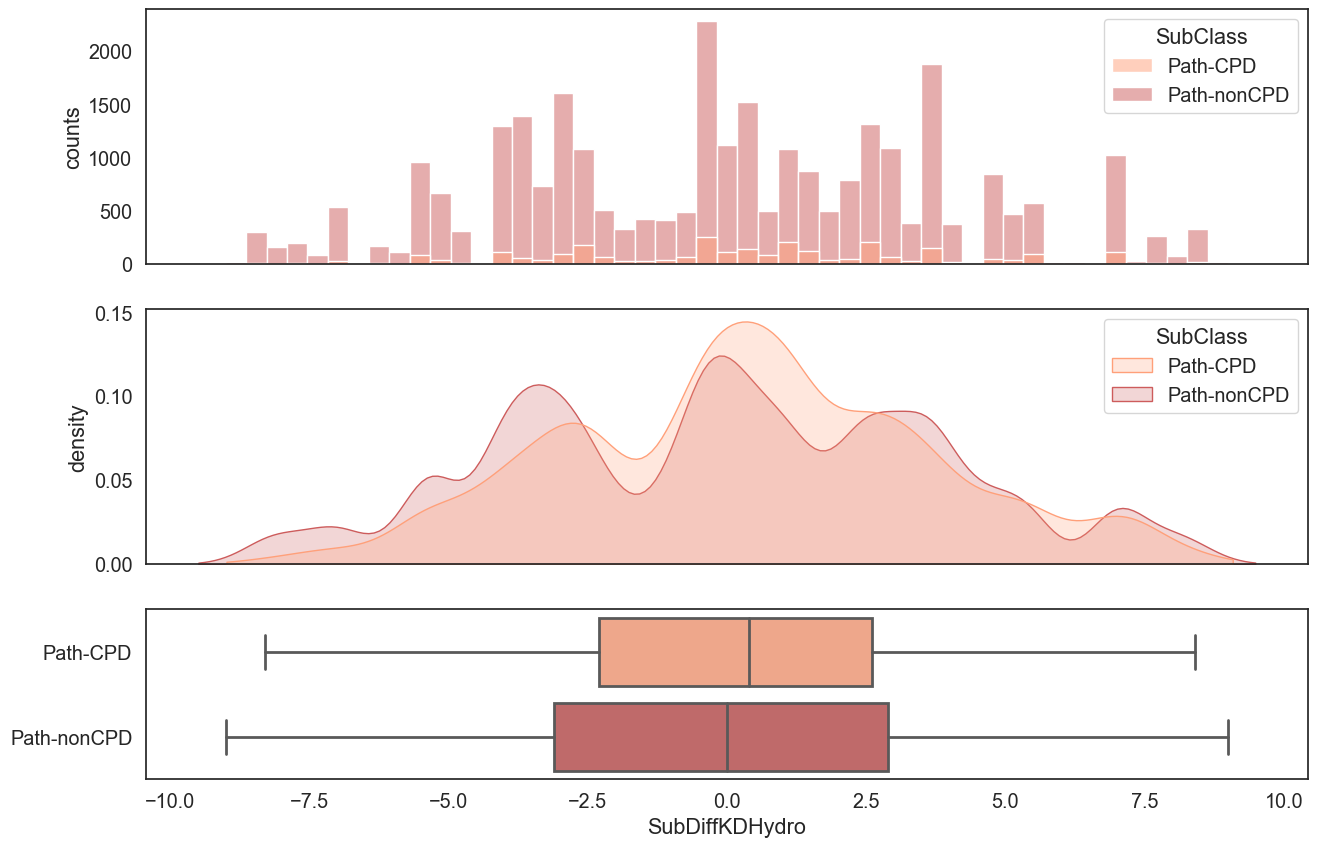 2000
1500
1000
500
0
counts
SubClass
Path-CPD
Path-nonCPD
0.15
0.10
0.05
0.00
density
SubClass
Path-CPD
Path-nonCPD
Path-CPD
Path-nonCPD
−10.0 −7.5 −5.0 −2.5 0.0 2.5 5.0 7.5 10.0
SubDiffKDHydro